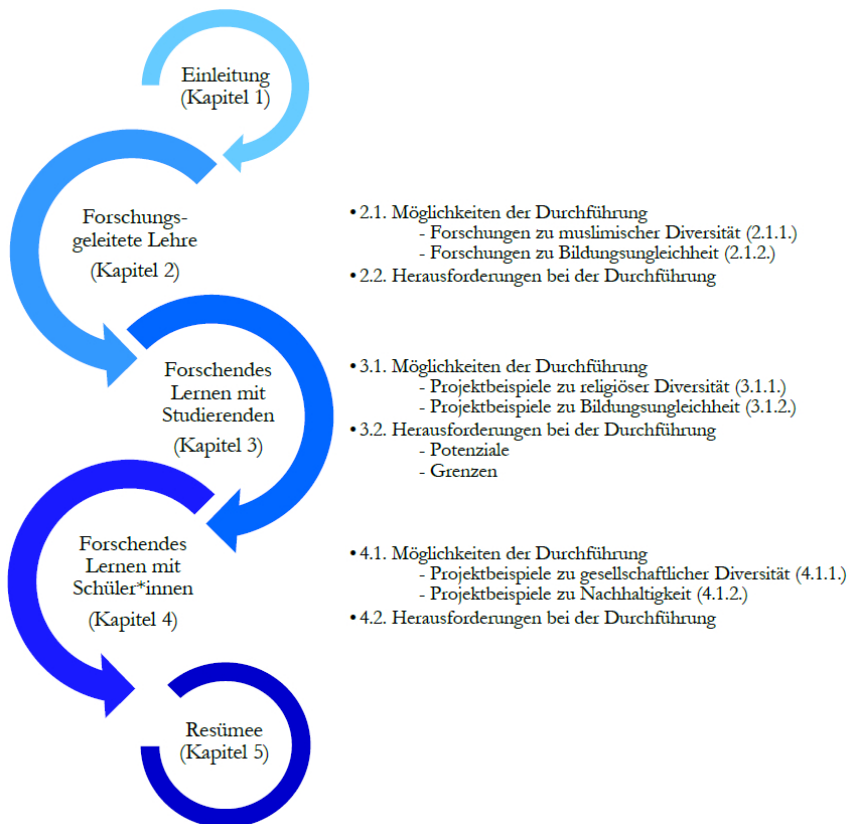 Einleitung
(Kapitel 1)
Forschungs-
geleitete Lehre
(Kapitel 2)
• 2.1. Möglichkeiten der Durchführung
- Forschungen zu muslimischer Diversität (2.1.1.)
- Forschungen zu Bildungsungleichheit (2.1.2.)
• 2.2. Herausforderungen bei der Durchführung
Forschendes
Lernen mit
Studierenden
(Kapitel 3)
• 3.1. Möglichkeiten der Durchführung
- Projektbeispiele zu religiöser Diversität (3.1.1.)
- Projektbeispiele zu Bildungsungleichheit (3.1.2.)
• 3.2. Herausforderungen bei der Durchführung
- Potenziale
- Grenzen
Forschendes
Lernen mit
Schüler*innen
(Kapitel 4)
• 4.1. Möglichkeiten der Durchführung
- Projektbeispiele zu gesellschaftlicher Diversität (4.1.1.)
- Projektbeispiele zu Nachhaltigkeit (4.1.2.)
• 4.2. Herausforderungen bei der Durchführung
Resümee
(Kapitel 5)